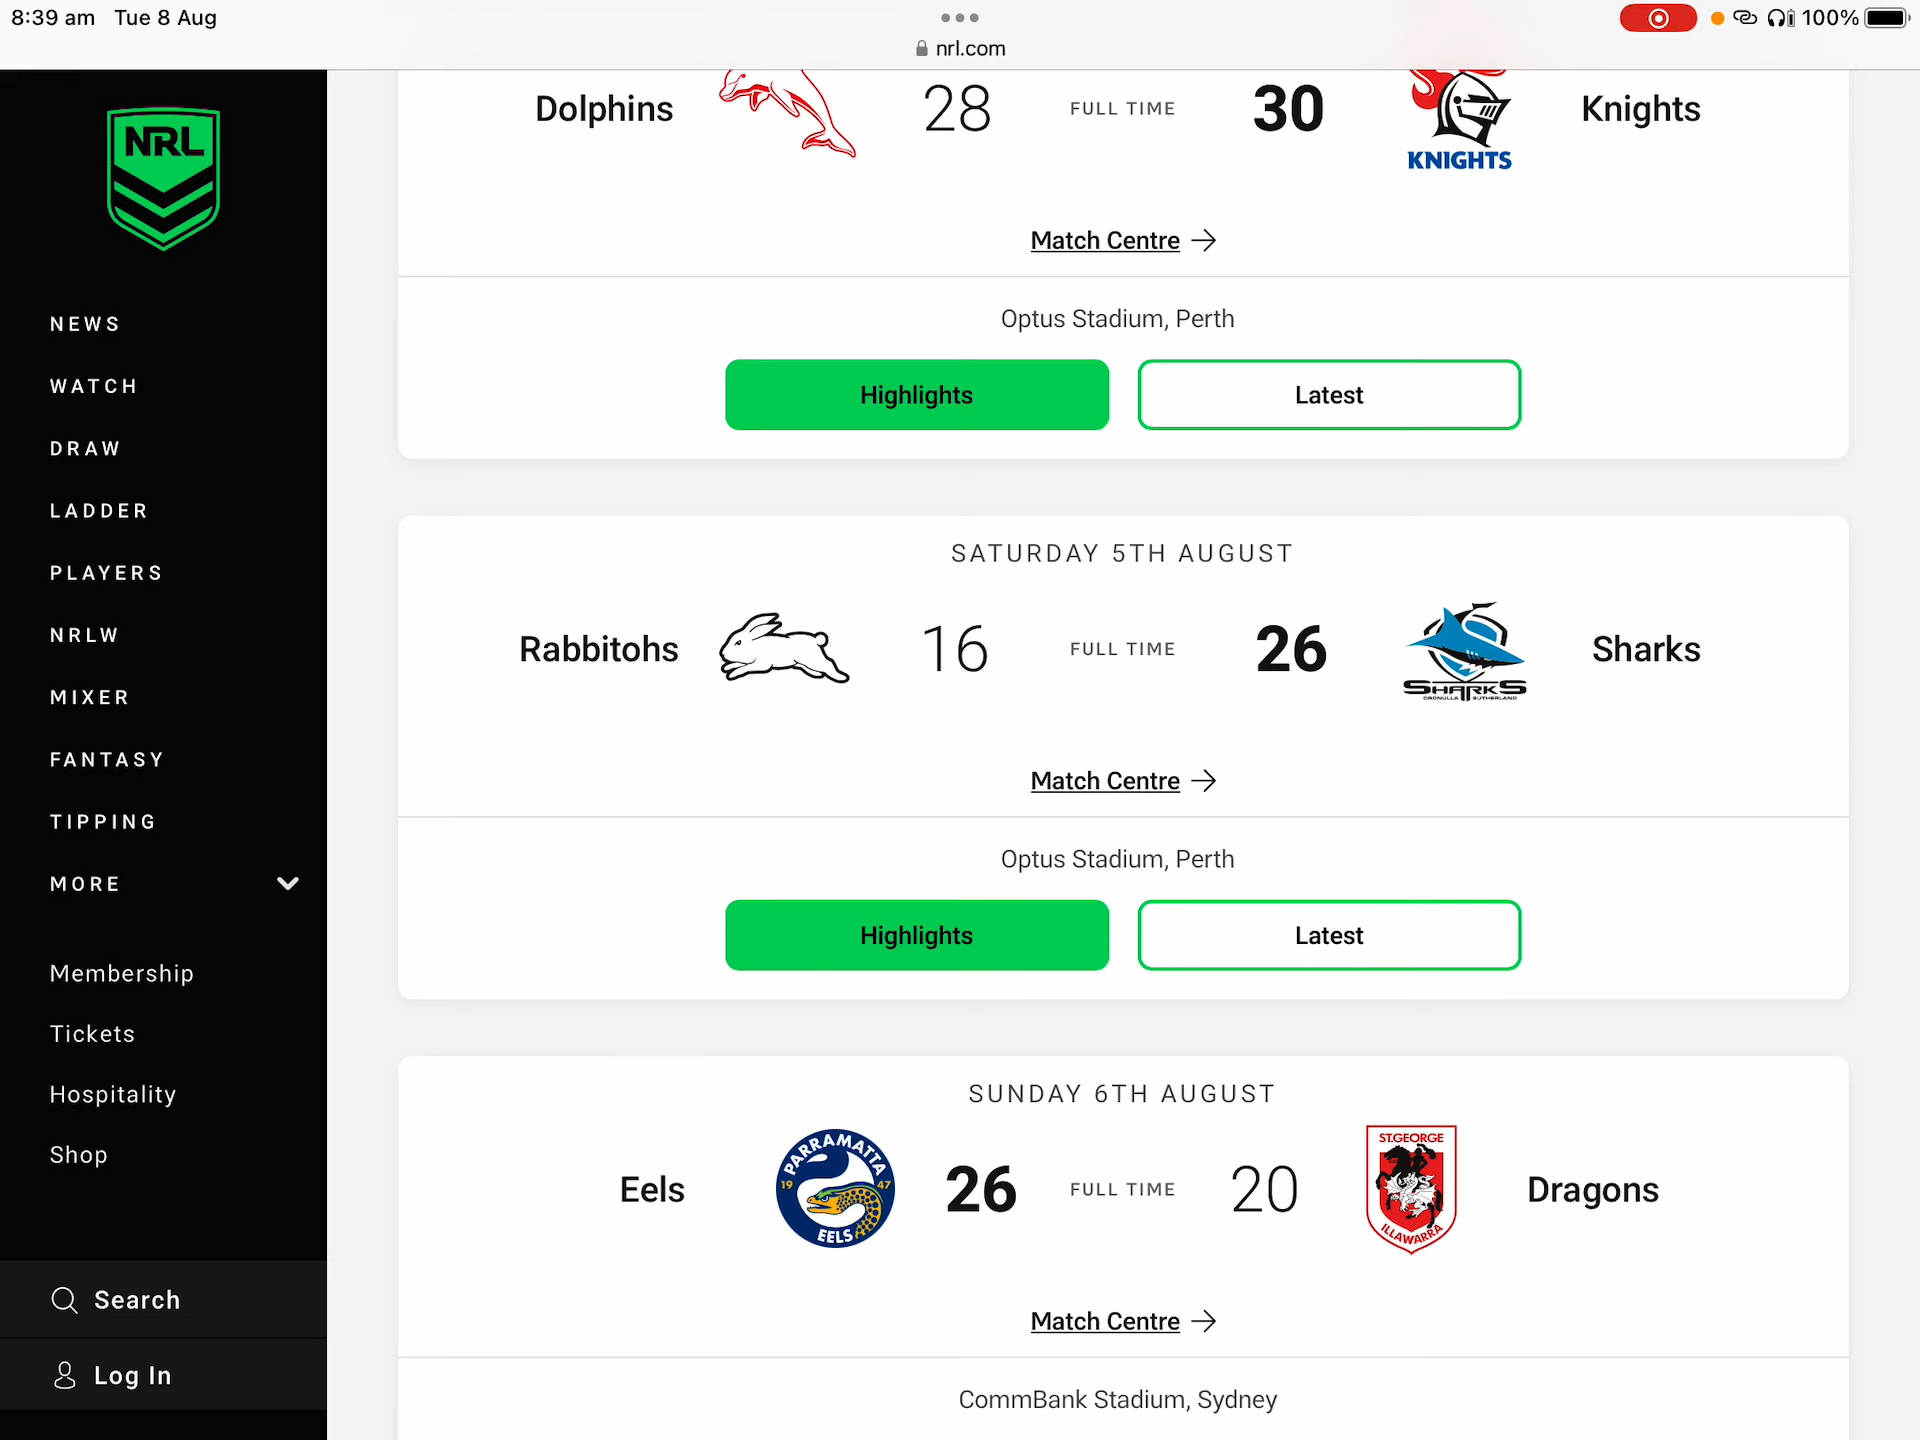 8:39 am Tue 8 Aug
nrl.com
100%
NRL
NEWS
WATCH
DRAW
LADDER
PLAYERS
NRLW
MIXER
FANTASY
TIPPING
MORE
Membership
Tickets
Hospitality
Shop
Search
Log In
Dolphins 28 FULL TIME 30 KNIGHTS Knights
Match Centre
Optus Stadium, Perth
Highlights Latest
SATURDAY 5TH AUGUST
Rabbitohs 16 FULL TIME 26 SHARKS CRONULLA SUTHERLAND Sharks
Match Centre
Optus Stadium, Perth
Highlights Latest
SUNDAY 6TH AUGUST
Eels PARRAMATTA 19 47 EELS 26 FULL TIME 20 ST.GEORGE ILLAWARRA Dragons
Match Centre
CommBank Stadium, Sydney